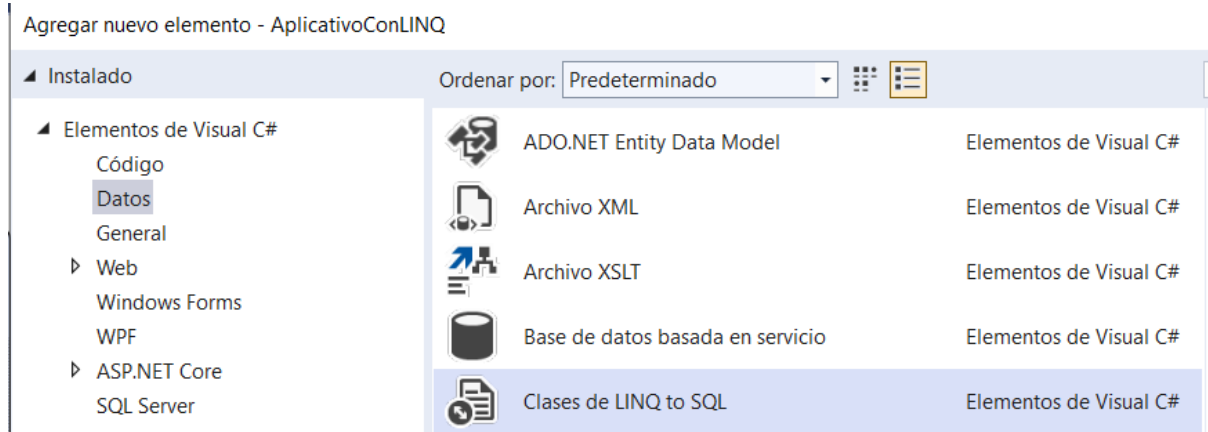 Agregar nuevo elemento - AplicativoConLINQ
Instalado
Ordenar por: Predeterminado
Elementos de Visual C#
Código
Datos
General
Web
Windows Forms
WPF
ASP.NET Core
SQL Server
ADO.NET Entity Data Model Elementos de Visual C#
Archivo XML Elementos de Visual C#
Archivo XSLT Elementos de Visual C#
Base de datos basada en servicio Elementos de Visual C#
Clases de LINQ to SQL Elementos de Visual C#